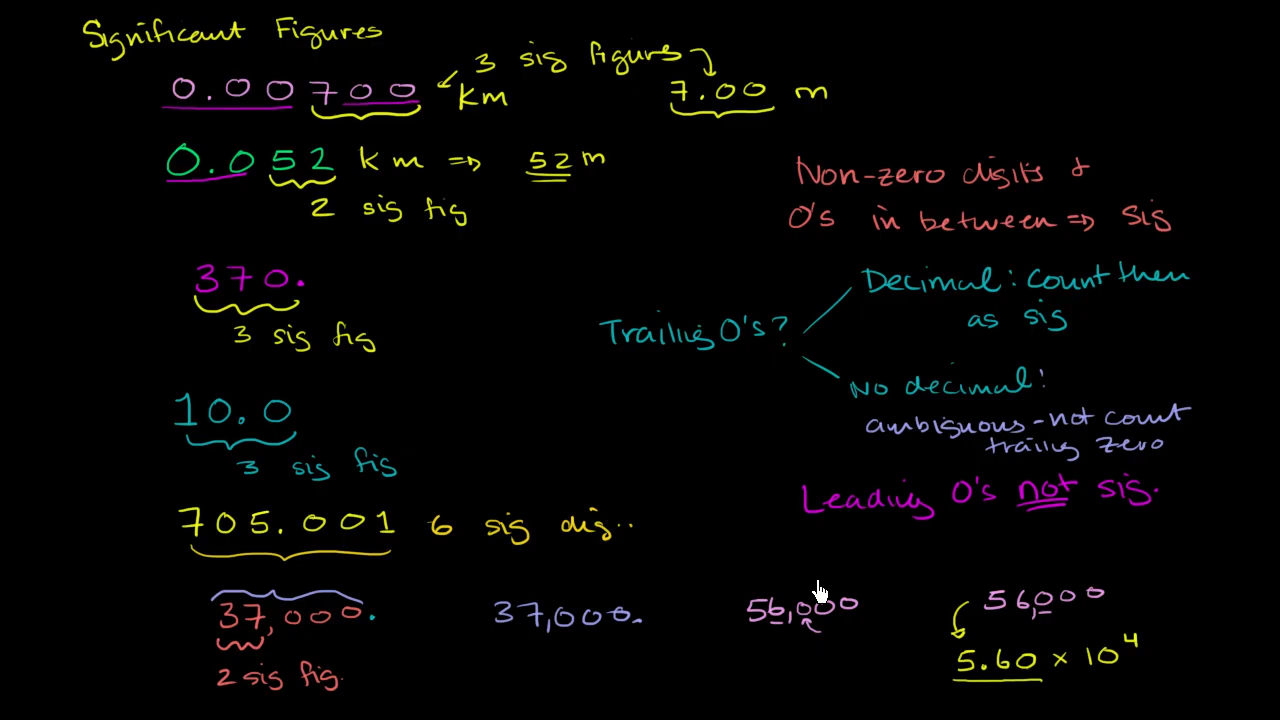 Significant Figures
3 sig figures
0.00700 Km 7.00 m
0.052 km ⇒ 52 m
2 sig fig
Non-zero digits &
0's in between ⇒ sig
370.
3 sig fig
Trailing 0's?
Decimal: count them
as sig
No decimal:
ambiguous - not count
trailing zero
10.0
3 sig fig
Leading 0's not sig.
705.001 6 sig dig..
37,000. 37,000. 56,000 56,000
2 sig fig.
5.60 × 10^4